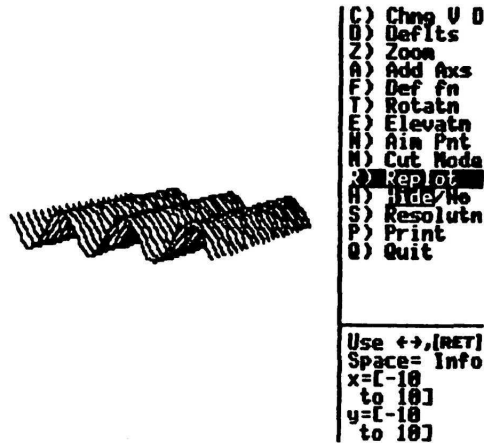 C) Chng V D
D) Deflts
Z) Zoom
A) Add Axs
F) Def fn
T) Rotatn
E) Elevatn
W) Aim Pnt
M) Cut Mode
R) Replot
H) Hide/No
S) Resolutn
P) Print
Q) Quit
Use ←→,[RET]
Space= Info
x=[-10
to 10]
y=[-10
to 10]